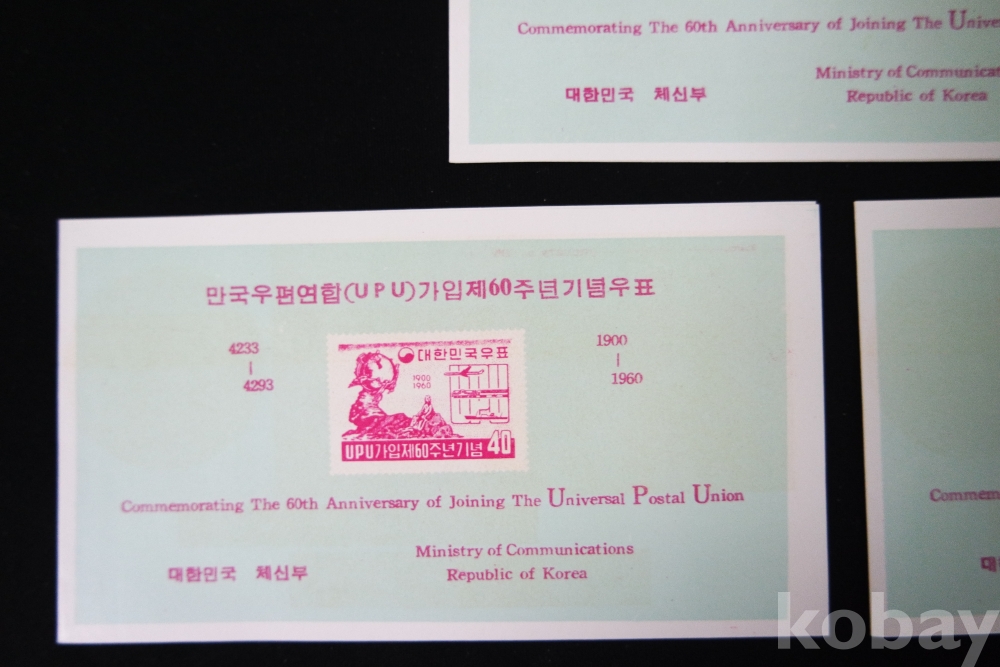 Commemorating The 60th Anniversary of Joining The
Ministry of
대한민국 체신부
Republic of Korea
만국우편연합(UPU)가입제60주년기념우표
4233
|
4293
1900
|
1960
대한민국우표
1900
1960
UPU가입제60주년기념 40
Commemorating The 60th Anniversary of Joining The Universal Postal Union
Ministry of Communications
대한민국 체신부
Republic of Korea
kobay